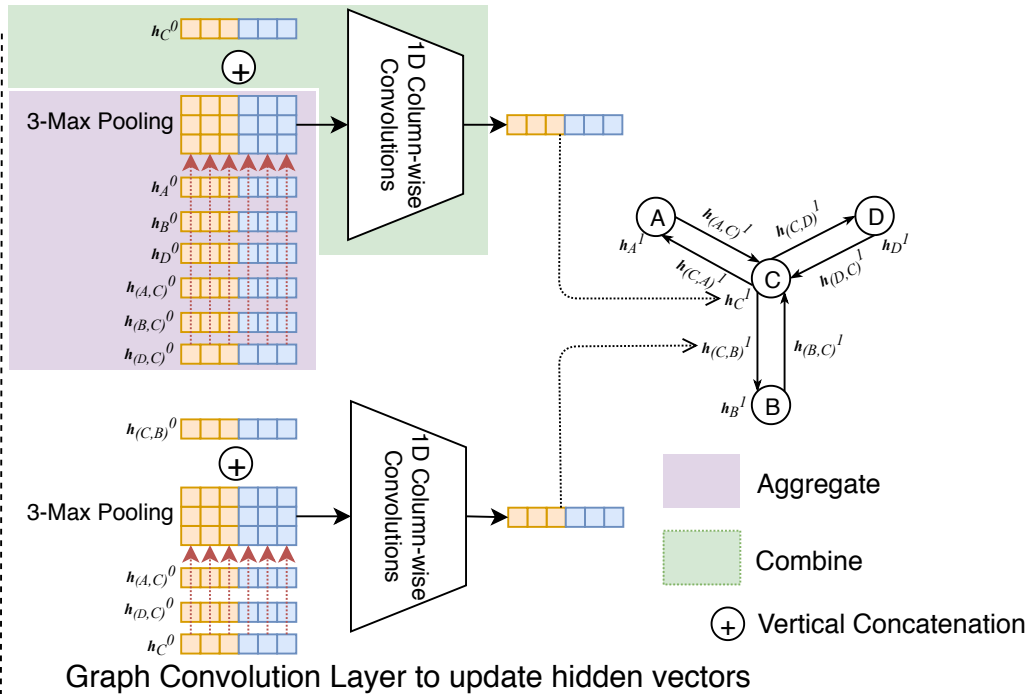 h_C^0
3-Max Pooling
1D Column-wise
Convolutions
h_A^0
h_B^0
h_D^0
h_(A,C)^0
h_(B,C)^0
h_(D,C)^0
A
D
C
B
h_A^1
h_(A,C)^1
h_(C,A)^1
h_(C,D)^1
h_(D,C)^1
h_D^1
h_C^1
h_(C,B)^1
h_(B,C)^1
h_B^1
h_(C,B)^0
3-Max Pooling
1D Column-wise
Convolutions
h_(A,C)^0
h_(D,C)^0
h_C^0
Aggregate
Combine
+ Vertical Concatenation
Graph Convolution Layer to update hidden vectors